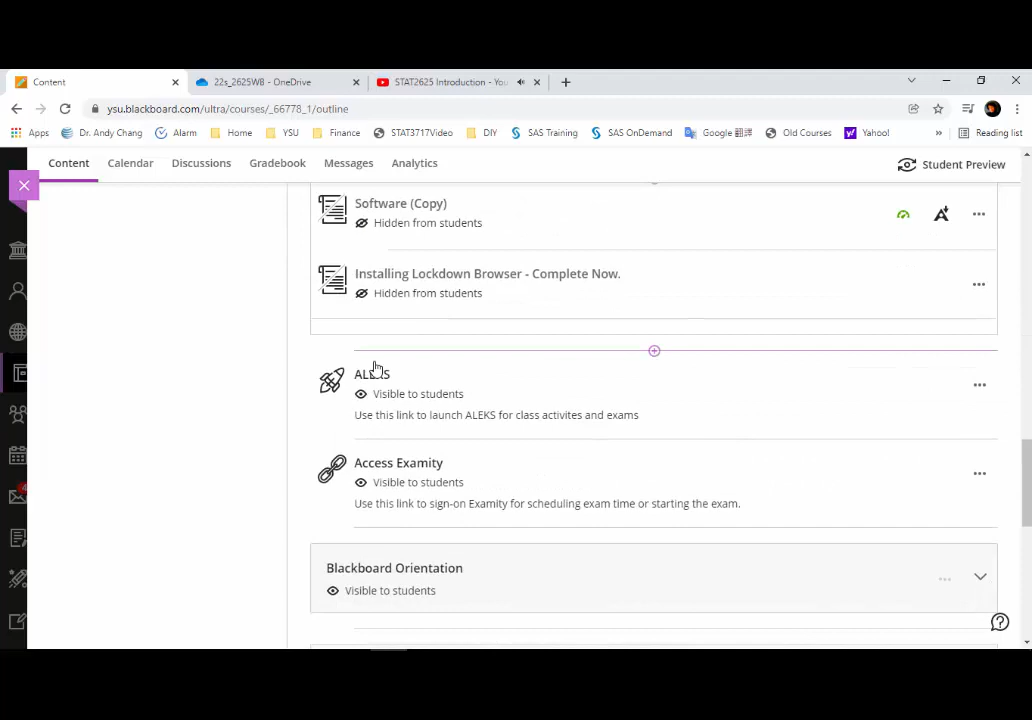 Content
22s_2625WB - OneDrive
STAT2625 Introduction - You
ysu.blackboard.com/ultra/courses/_66778_1/outline
Apps
Dr. Andy Chang
Alarm
Home
YSU
Finance
STAT3717Video
DIY
SAS Training
SAS OnDemand
Google 翻譯
Old Courses
Yahoo!
»
Reading list
Content
Calendar
Discussions
Gradebook
Messages
Analytics
Student Preview
Software (Copy)
Hidden from students
Installing Lockdown Browser - Complete Now.
Hidden from students
ALEKS
Visible to students
Use this link to launch ALEKS for class activites and exams
Access Examity
Visible to students
Use this link to sign-on Examity for scheduling exam time or starting the exam.
Blackboard Orientation
Visible to students